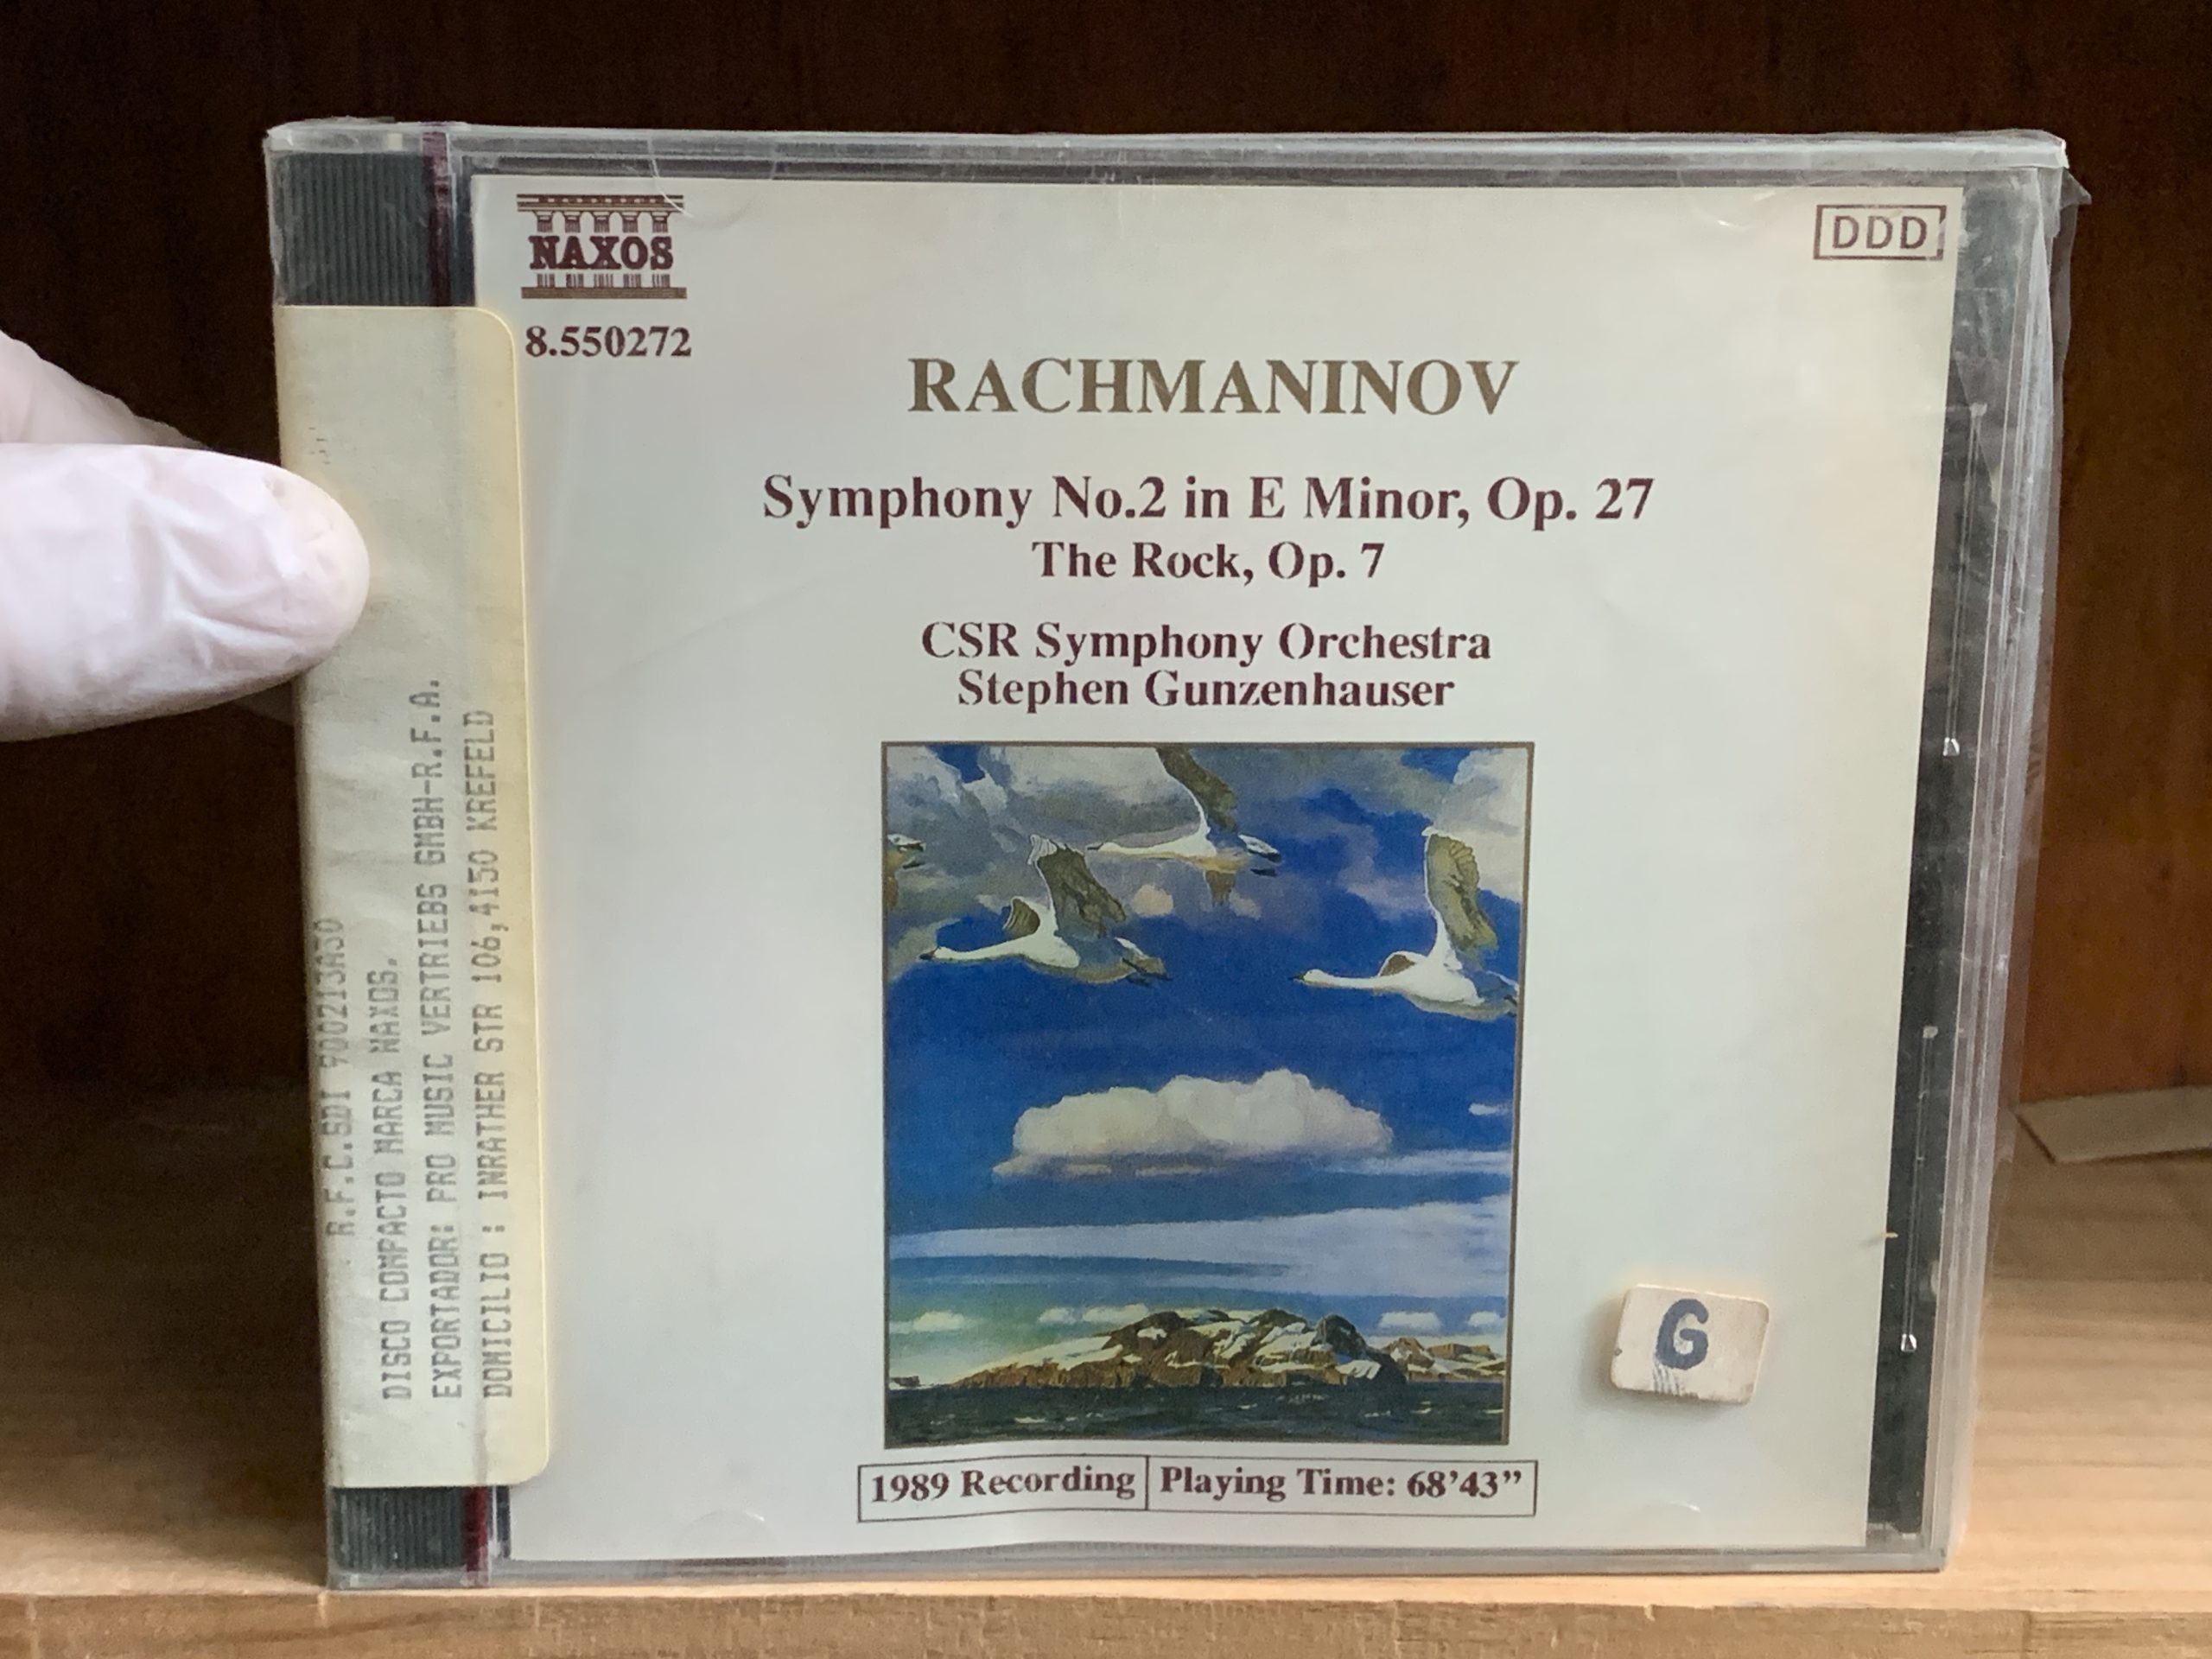 NAXOS
8.550272
DDD
RACHMANINOV
Symphony No.2 in E Minor, Op. 27
The Rock, Op. 7
CSR Symphony Orchestra
Stephen Gunzenhauser
1989 Recording
Playing Time: 68'43"
G
R.F.C.SDI 900213A30
DISCO COMPACTO MARCA NAXOS.
EXPORTADOR: PRO MUSIC VERTRIEBS GMBH-R.F.A.
DOMICILIO : INRATHER STR 106,4150 KREFELD